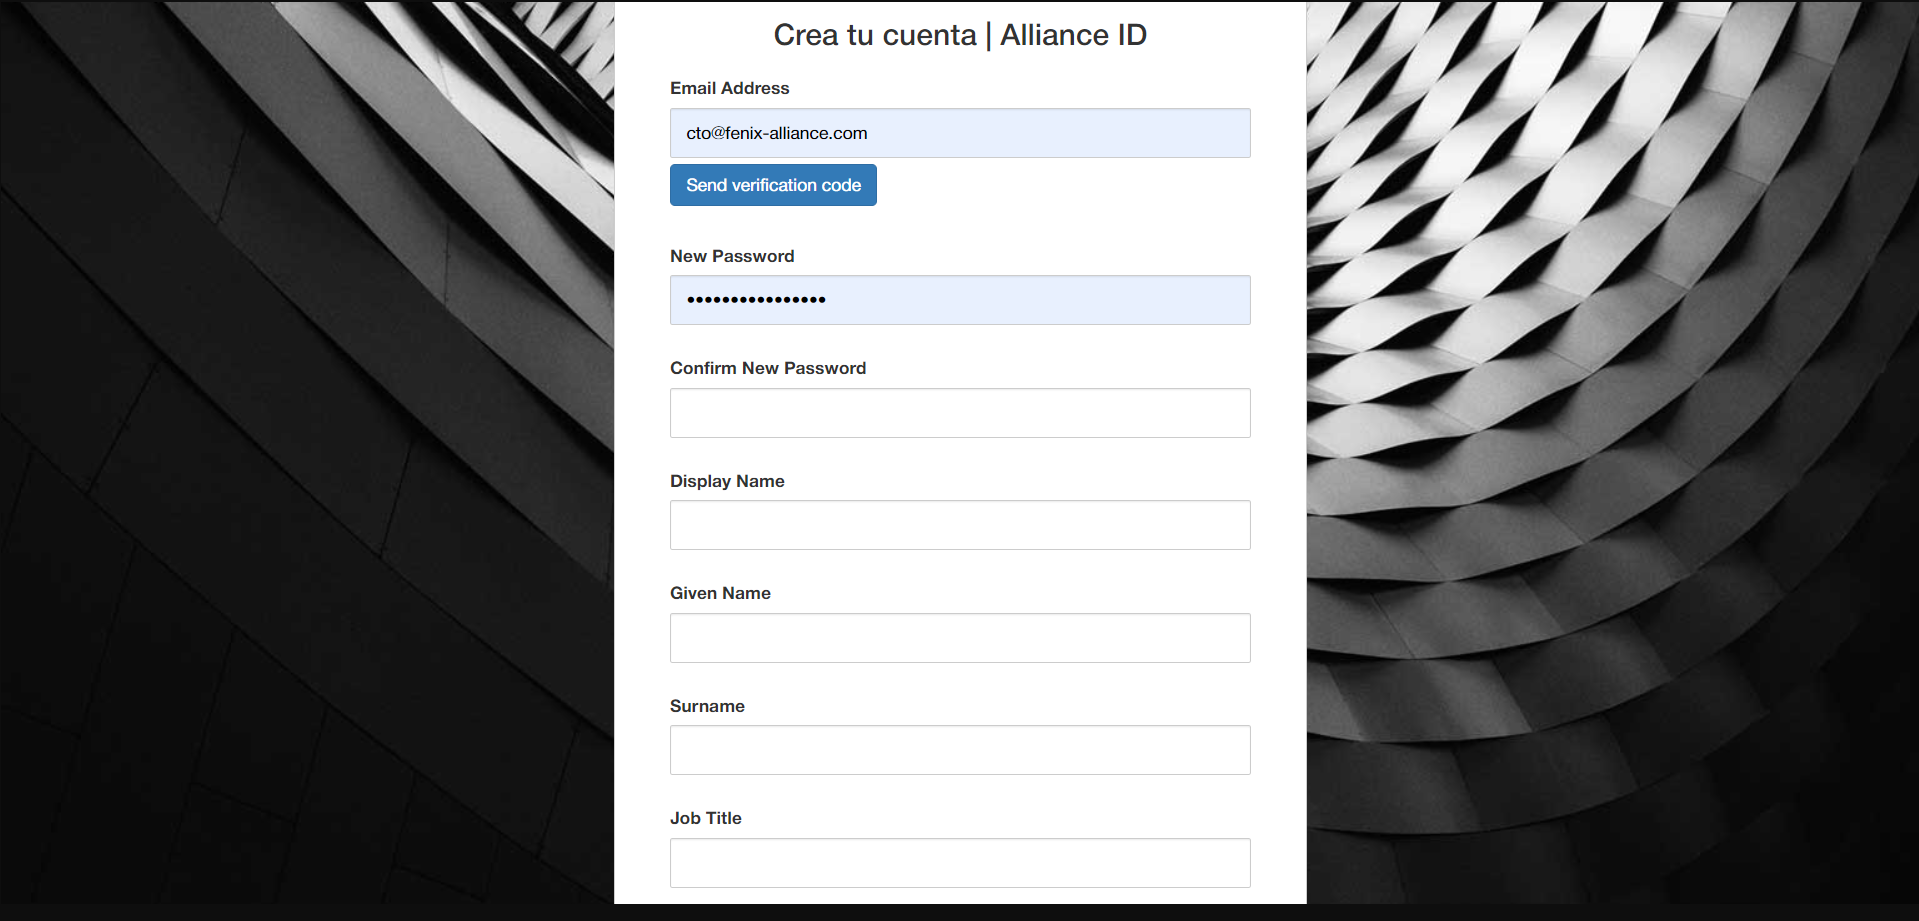 Crea tu cuenta | Alliance ID
Email Address
cto@fenix-alliance.com
Send verification code
New Password
••••••••••••••••
Confirm New Password
Display Name
Given Name
Surname
Job Title